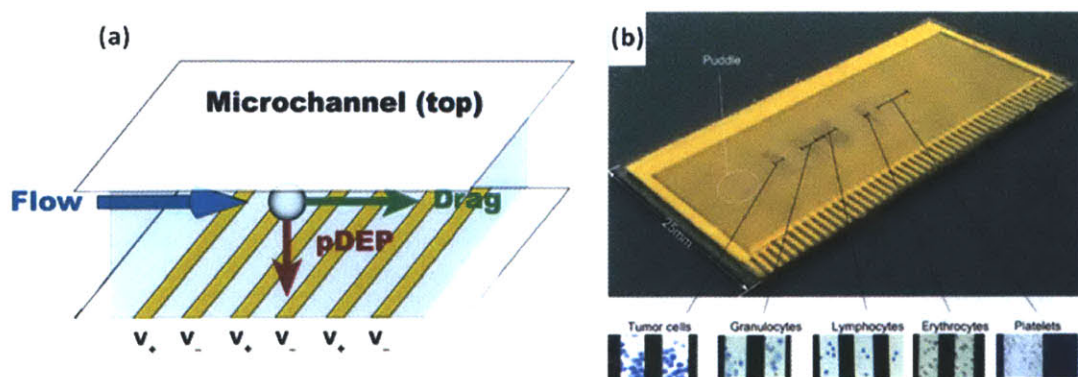 (a)
Microchannel (top)
Flow
Drag
pDEP
V+ V- V+ V- V+ V-
(b)
Puddle
25mm
Tumor cells
Granulocytes
Lymphocytes
Erythrocytes
Platelets